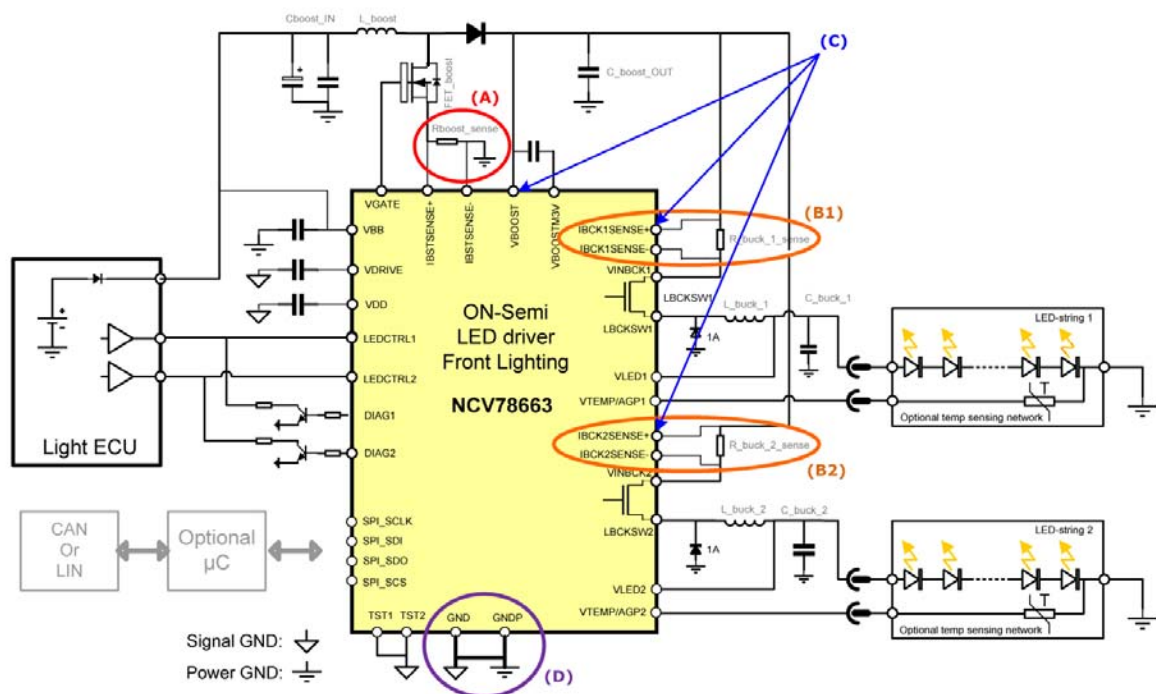 Cboost_IN
L_boost
(C)
C_boost_OUT
FET_boost
(A)
Rboost_sense
VGATE
IBSTSENSE+
IBSTSENSE-
VBOOST
VBOOSTM3V
(B1)
VBB
IBCK1SENSE+
IBCK1SENSE-
R_buck_1_sense
VDRIVE
VINBCK1
VDD
LBCKSW1
L_buck_1
C_buck_1
ON-Semi
LED driver
Front Lighting
NCV78663
LBCKSW1
1A
LED-string 1
LEDCTRL1
LEDCTRL2
VLED1
VTEMP/AGP1
T
Optional temp sensing network
DIAG1
DIAG2
Light ECU
IBCK2SENSE+
IBCK2SENSE-
R_buck_2_sense
(B2)
VINBCK2
L_buck_2
C_buck_2
LBCKSW2
1A
LED-string 2
CAN
Or
LIN
Optional
µC
SPI_SCLK
SPI_SDI
SPI_SDO
SPI_SCS
VLED2
VTEMP/AGP2
T
Optional temp sensing network
TST1
TST2
GND
GNDP
(D)
Signal GND:
Power GND: